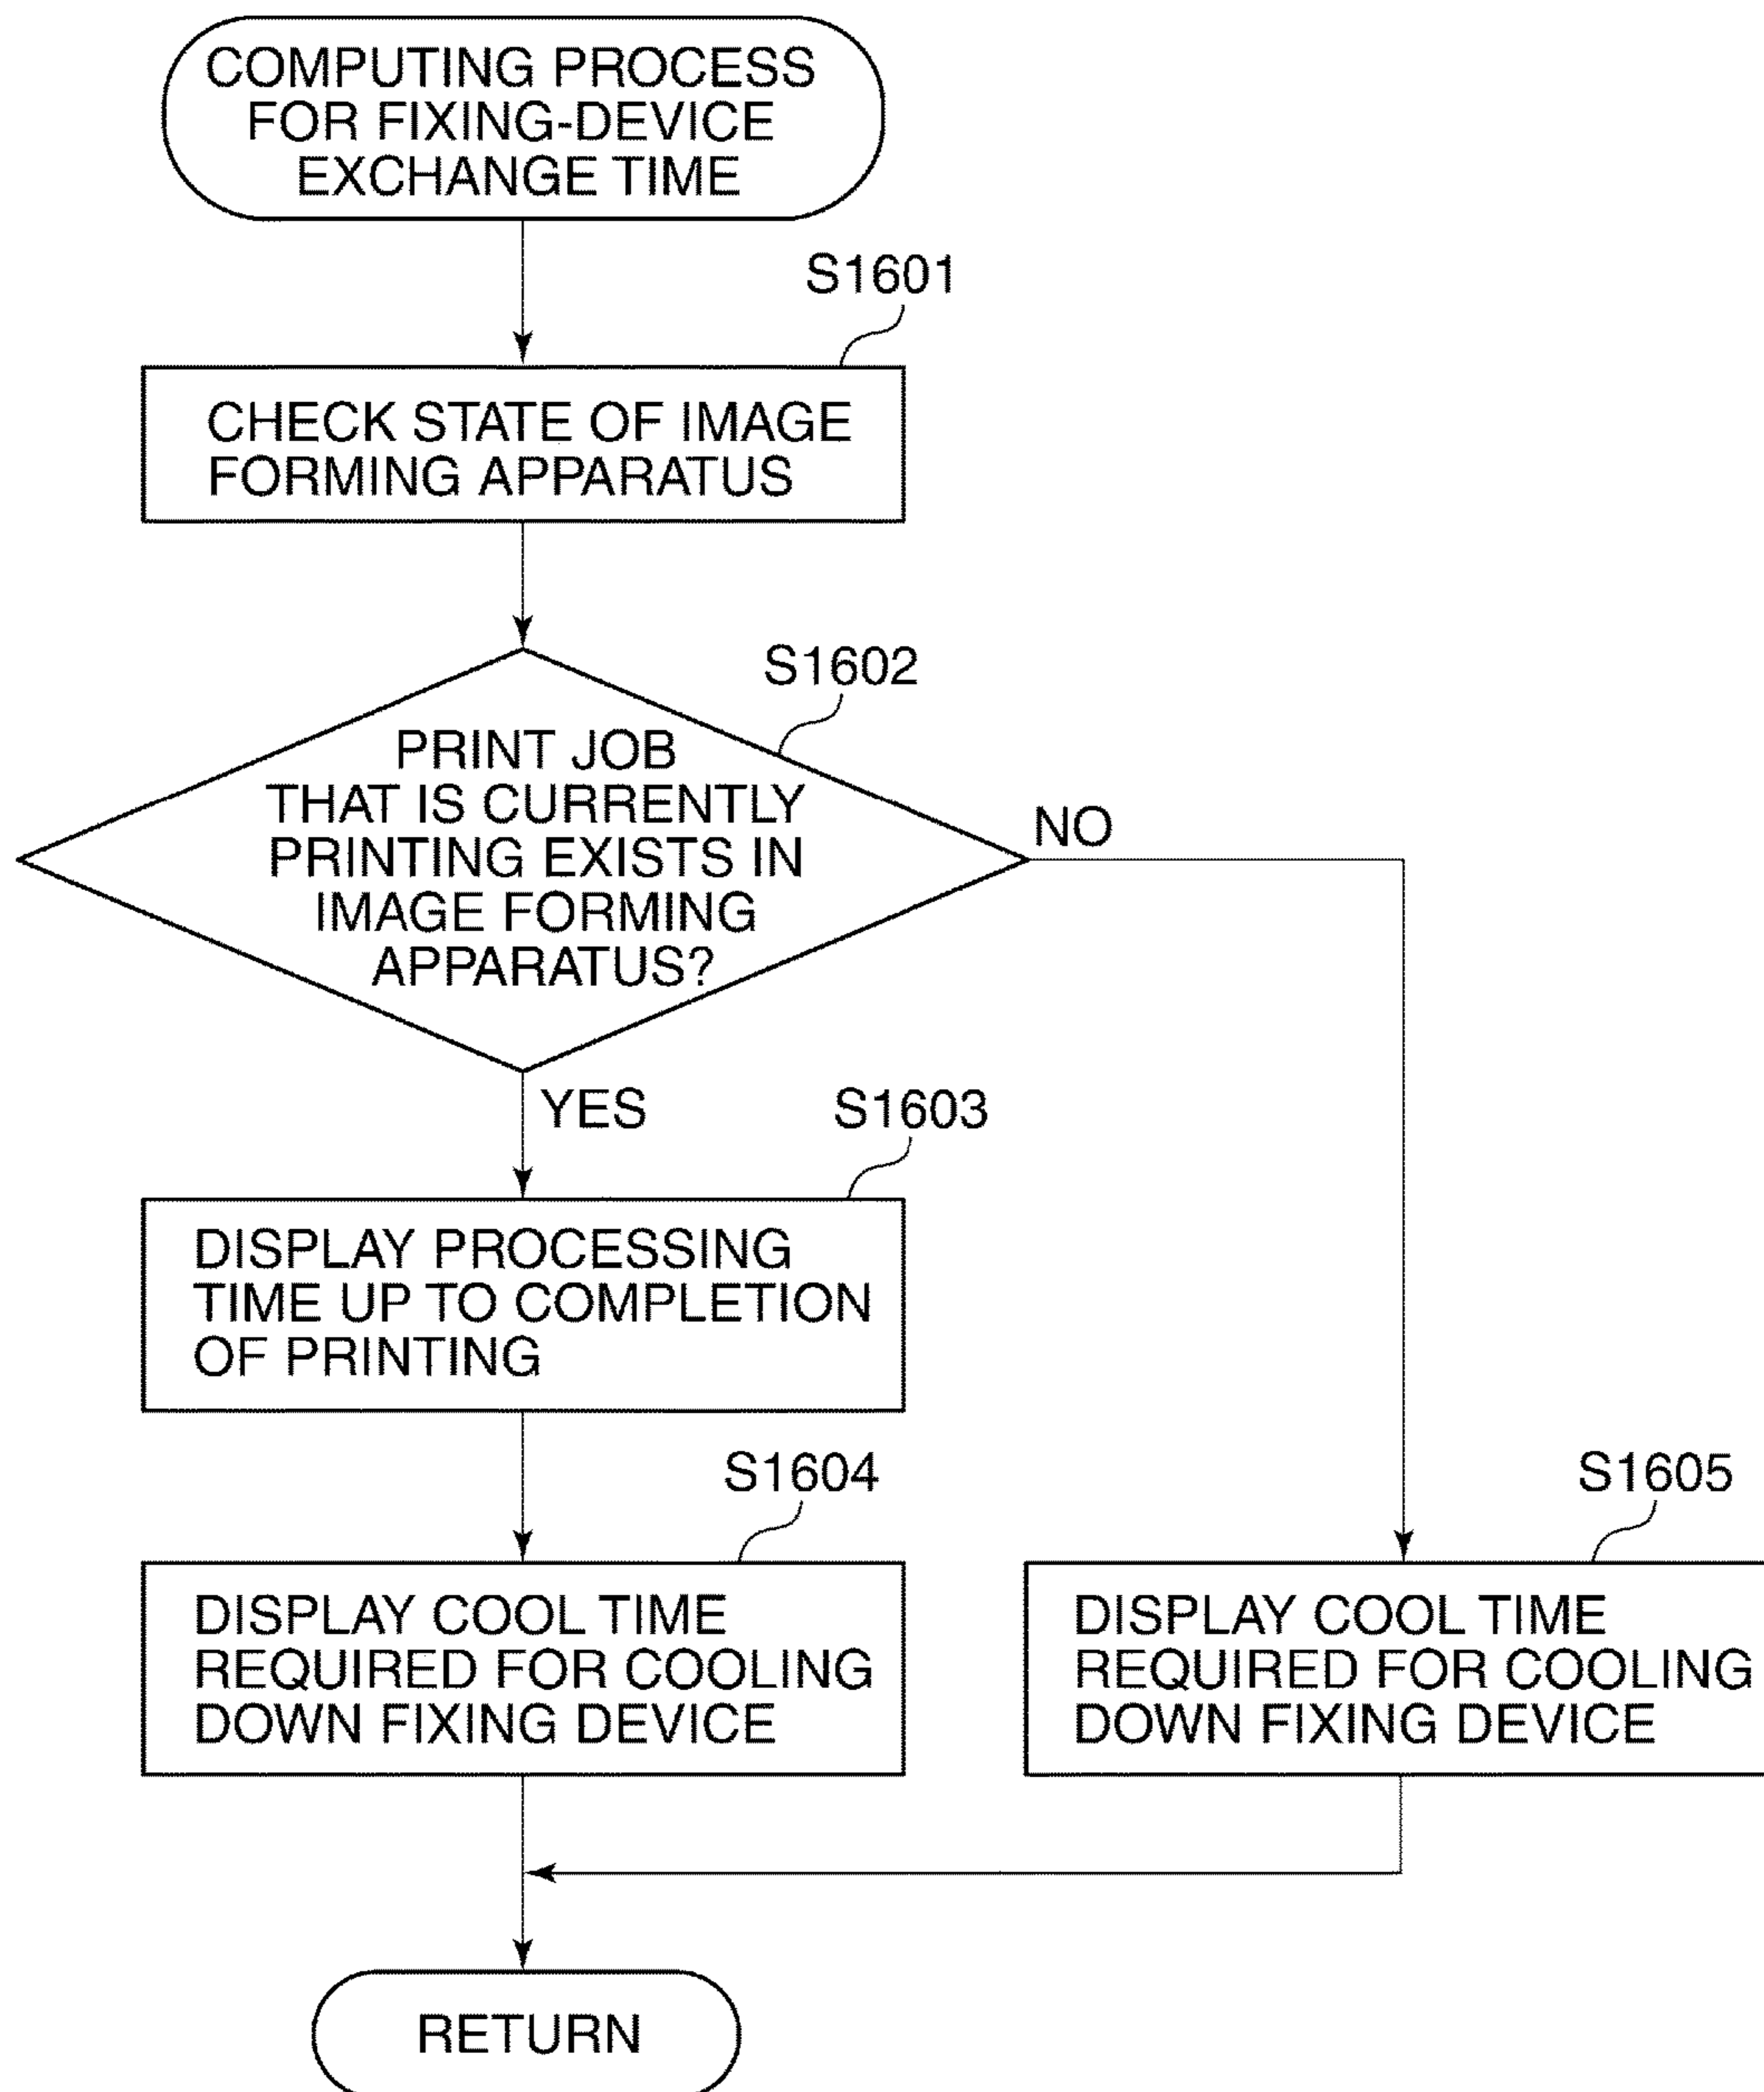 COMPUTING PROCESS
FOR FIXING-DEVICE
EXCHANGE TIME
S1601
CHECK STATE OF IMAGE
FORMING APPARATUS
S1602
PRINT JOB
THAT IS CURRENTLY
PRINTING EXISTS IN
IMAGE FORMING
APPARATUS?
NO
YES
S1603
DISPLAY PROCESSING
TIME UP TO COMPLETION
OF PRINTING
S1604
DISPLAY COOL TIME
REQUIRED FOR COOLING
DOWN FIXING DEVICE
S1605
DISPLAY COOL TIME
REQUIRED FOR COOLING
DOWN FIXING DEVICE
RETURN